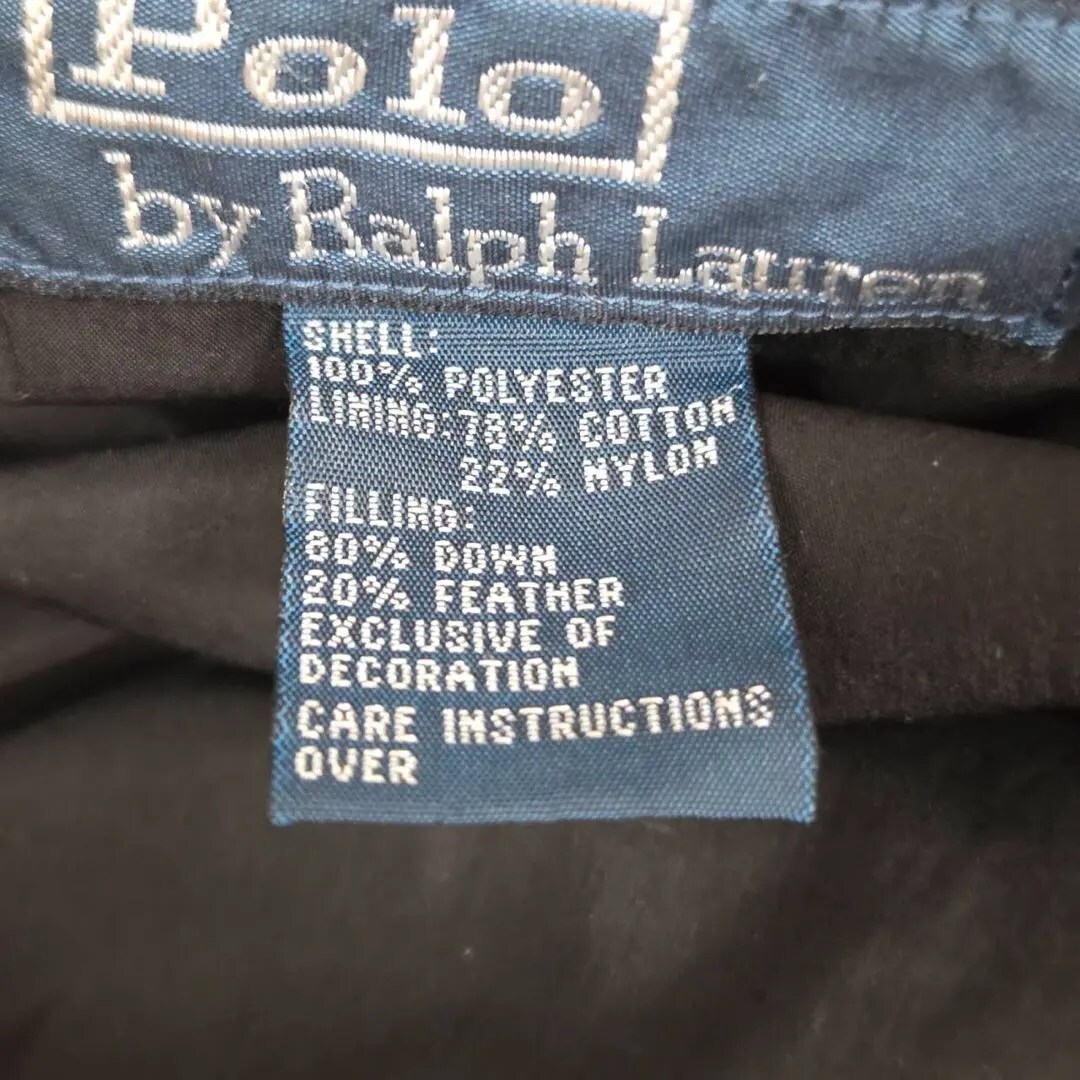 Polo
by Ralph Lauren
SHELL:
100% POLYESTER
LINING: 78% COTTON
22% NYLON
FILLING:
80% DOWN
20% FEATHER
EXCLUSIVE OF
DECORATION
CARE INSTRUCTIONS
OVER